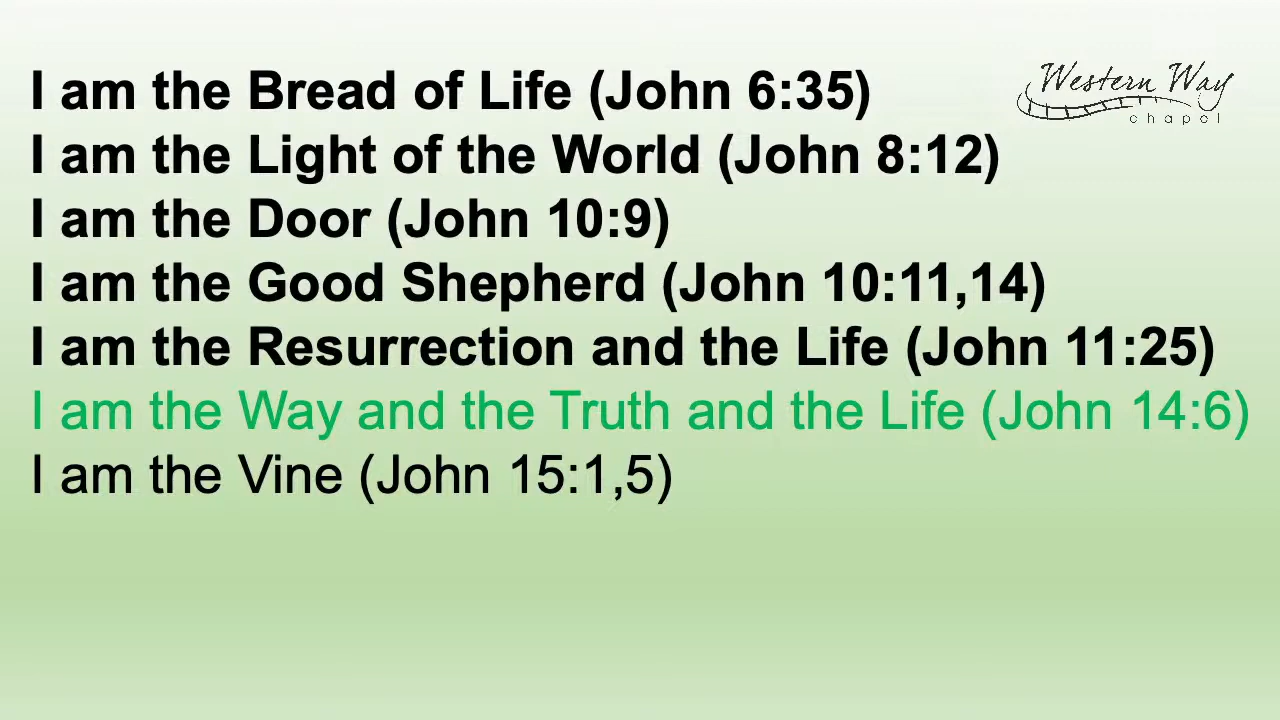 I am the Bread of Life (John 6:35)
Western Way
chapel
I am the Light of the World (John 8:12)
I am the Door (John 10:9)
I am the Good Shepherd (John 10:11,14)
I am the Resurrection and the Life (John 11:25)
I am the Way and the Truth and the Life (John 14:6)
I am the Vine (John 15:1,5)